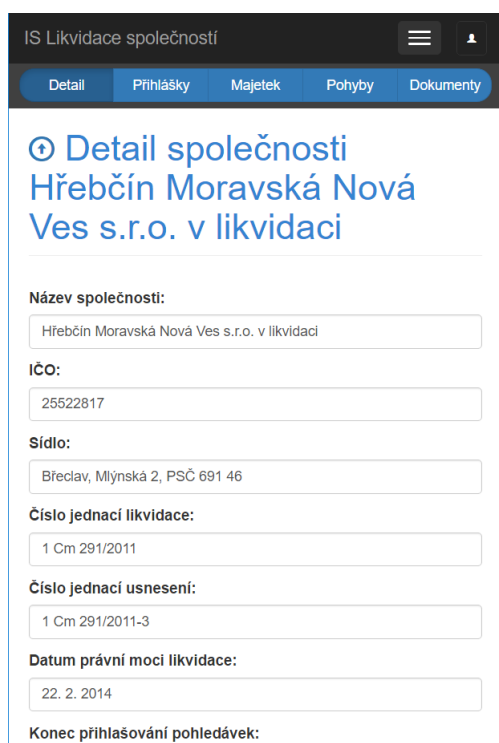 IS Likvidace společností
Detail Přihlášky Majetek Pohyby Dokumenty
Detail společnosti
Hřebčín Moravská Nová
Ves s.r.o. v likvidaci
Název společnosti:
Hřebčín Moravská Nová Ves s.r.o. v likvidaci
IČO:
25522817
Sídlo:
Břeclav, Mlýnská 2, PSČ 691 46
Číslo jednací likvidace:
1 Cm 291/2011
Číslo jednací usnesení:
1 Cm 291/2011-3
Datum právní moci likvidace:
22. 2. 2014
Konec přihlašování pohledávek: